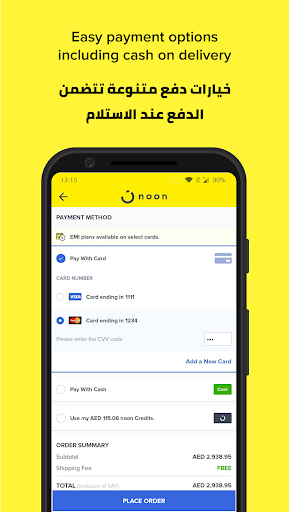 Easy payment options
including cash on delivery
خيارات دفع متنوعة تتضمن
الدفع عند الاستلام
13:15
90%
noon
PAYMENT METHOD
EMI plans available on select cards.
Pay With Card
CARD NUMBER
VISA Card ending in 1111
Card ending in 1234
Please enter the CVV code
•••
Add a New Card
Pay With Cash
Cash
Use my AED 115.06 noon Credits.
ORDER SUMMARY
Subtotal AED 2,938.95
Shipping Fee FREE
TOTAL (Inclusive of VAT) AED 2,938.95
PLACE ORDER